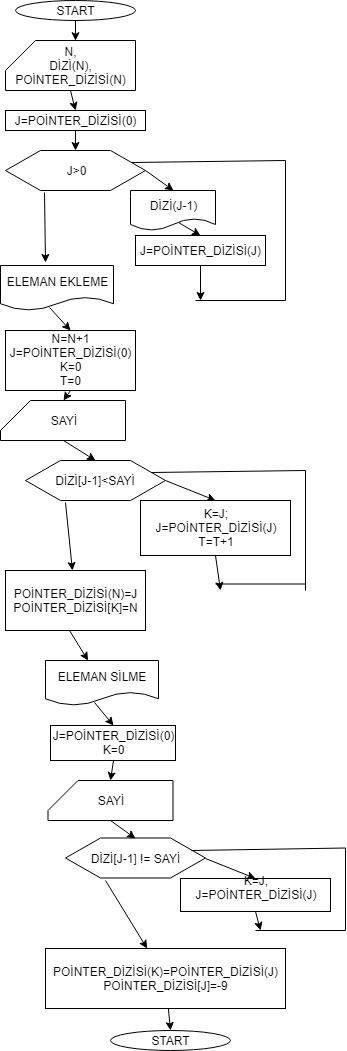 START
N,
DİZİ(N),
POİNTER_DİZİSİ(N)
J=POİNTER_DİZİSİ(0)
J>0
DİZİ(J-1)
J=POİNTER_DİZİSİ(J)
ELEMAN EKLEME
N=N+1
J=POİNTER_DİZİSİ(0)
K=0
T=0
SAYİ
DİZİ[J-1]<SAYİ
K=J;
J=POİNTER_DİZİSİ(J)
T=T+1
POİNTER_DİZİSİ(N)=J
POİNTER_DİZİSİ[K]=N
ELEMAN SİLME
J=POİNTER_DİZİSİ(0)
K=0
SAYİ
DİZİ[J-1] != SAYİ
K=J,
J=POİNTER_DİZİSİ(J)
POİNTER_DİZİSİ(K)=POİNTER_DİZİSİ(J)
POİNTER_DİZİSİ[J]=-9
START